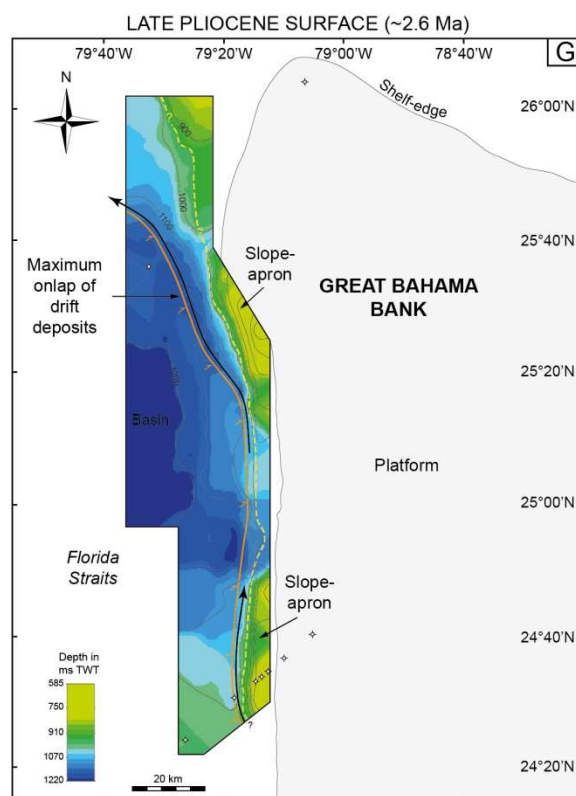 LATE PLIOCENE SURFACE (~2.6 Ma)
79°40'W 79°20'W 79°00'W 78°40'W
G
N
Shelf-edge
26°00'N
900
1000
1100
25°40'N
Maximum
onlap of
drift
deposits
Slope-
apron
GREAT BAHAMA
BANK
25°20'N
1200
Basin
Platform
25°00'N
Florida
Straits
Slope-
apron
24°40'N
Depth in
ms TWT
585
750
910
1070
1220
?
20 km
24°20'N